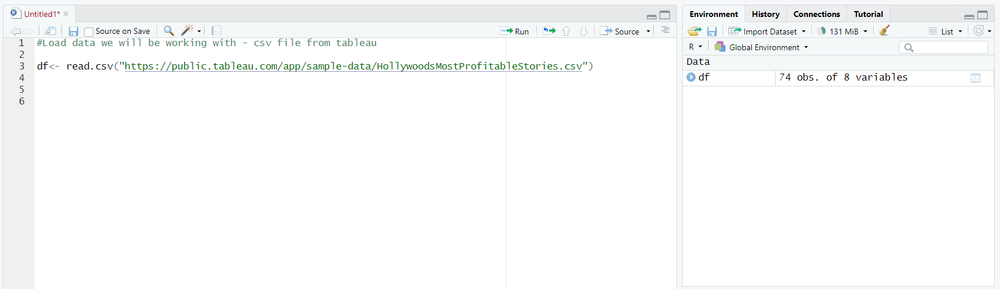 Untitled1*
Source on Save
Run
Source
1 #Load data we will be working with - csv file from tableau
2
3 df<- read.csv("https://public.tableau.com/app/sample-data/HollywoodsMostProfitableStories.csv")
4
5
6
Environment History Connections Tutorial
Import Dataset 131 MiB List
R Global Environment
Data
df 74 obs. of 8 variables